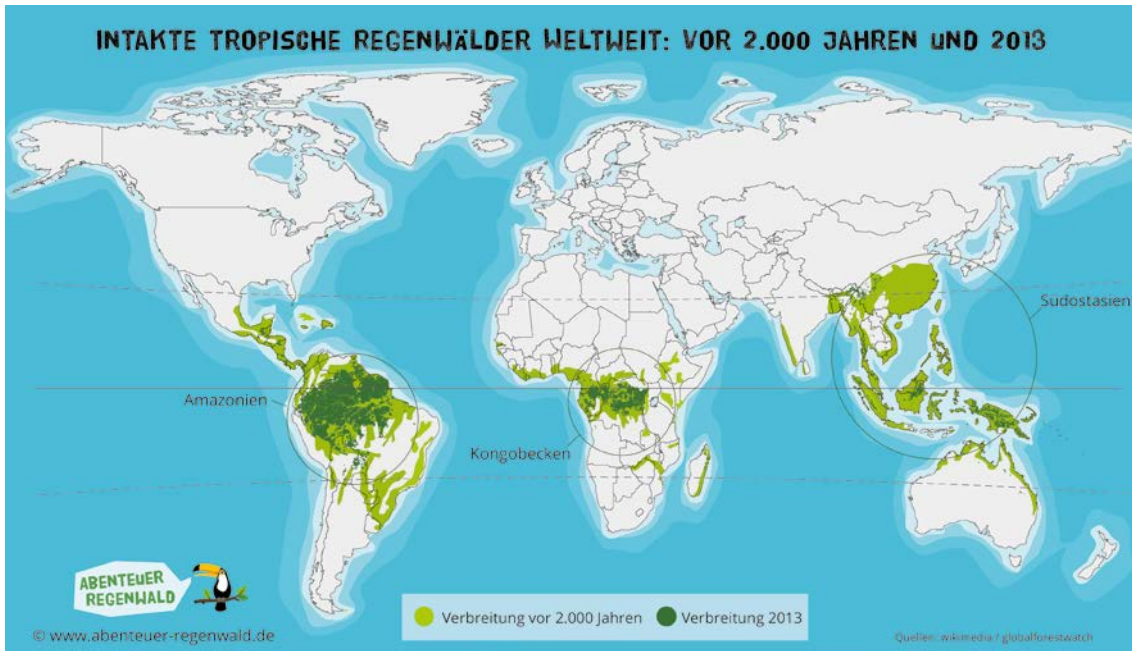 INTAKTE TROPISCHE REGENWÄLDER WELTWEIT: VOR 2.000 JAHREN UND 2013
Südostasien
Amazonien
Kongobecken
ABENTEUER
REGENWALD
Verbreitung vor 2.000 Jahren
Verbreitung 2013
© www.abenteuer-regenwald.de
Quellen: wikimedia / globalforestwatch